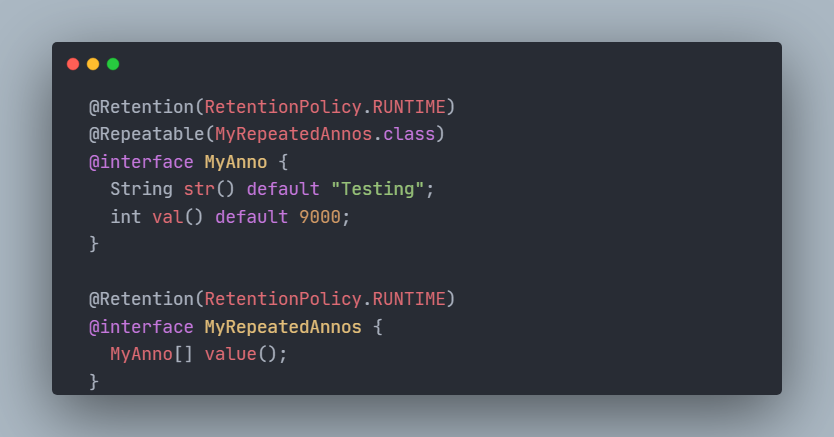 @Retention(RetentionPolicy.RUNTIME)
@Repeatable(MyRepeatedAnnos.class)
@interface MyAnno {
  String str() default "Testing";
  int val() default 9000;
}

@Retention(RetentionPolicy.RUNTIME)
@interface MyRepeatedAnnos {
  MyAnno[] value();
}